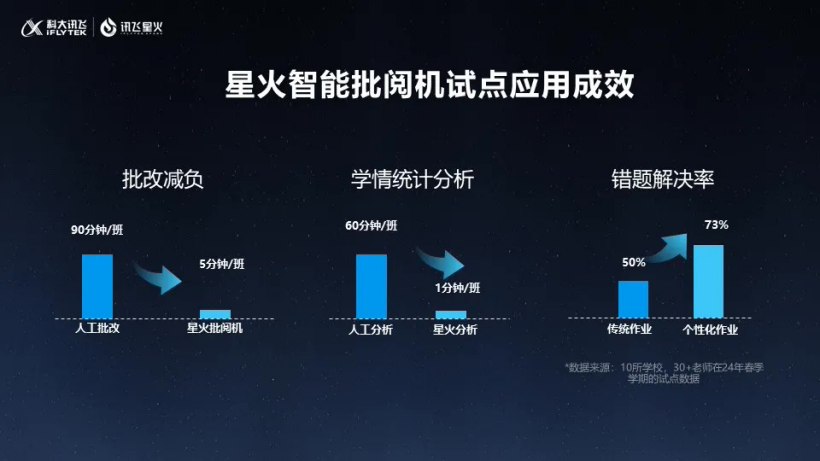 科大讯飞
iFLYTEK
讯飞星火
星火智能批阅机试点应用成效
批改减负
90分钟/班
5分钟/班
人工批改
星火批阅机
学情统计分析
60分钟/班
1分钟/班
人工分析
星火分析
错题解决率
50%
73%
传统作业
个性化作业
*数据来源：10所学校，30+老师在24年春季
学期的试点数据